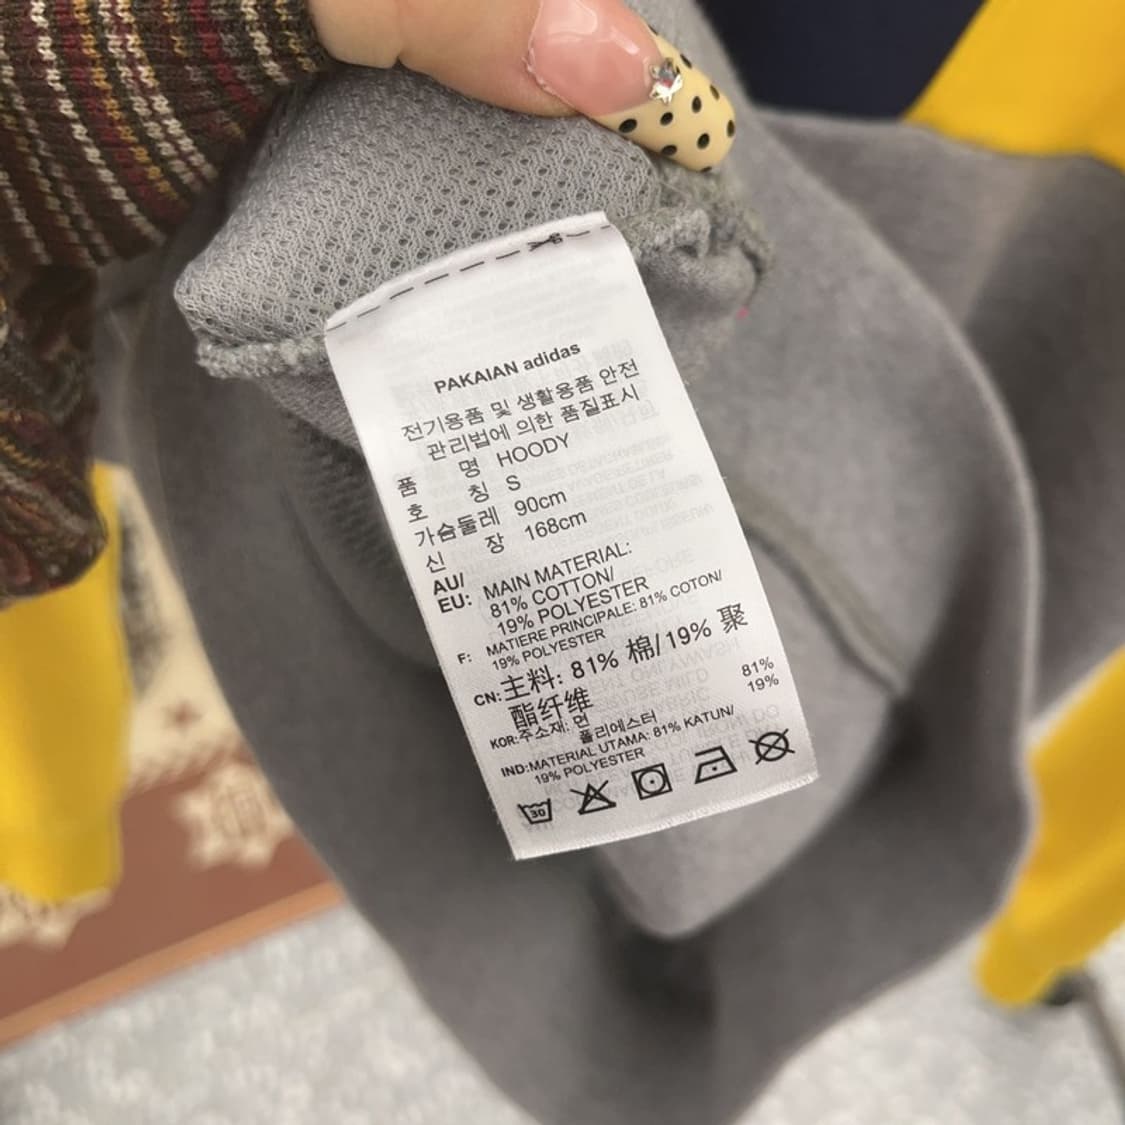 PAKAIAN adidas
전기용품 및 생활용품 안전
관리법에 의한 품질표시
품 명 HOODY
호 칭 S
가슴둘레 90cm
신 장 168cm
AU/
EU: MAIN MATERIAL:
81% COTTON/
19% POLYESTER
F: MATIERE PRINCIPALE: 81% COTON/
19% POLYESTER
CN: 主料: 81% 棉/19% 聚
酯纤维
KOR: 주소재: 면 81%
폴리에스터 19%
IND: MATERIAL UTAMA: 81% KATUN/
19% POLYESTER
30